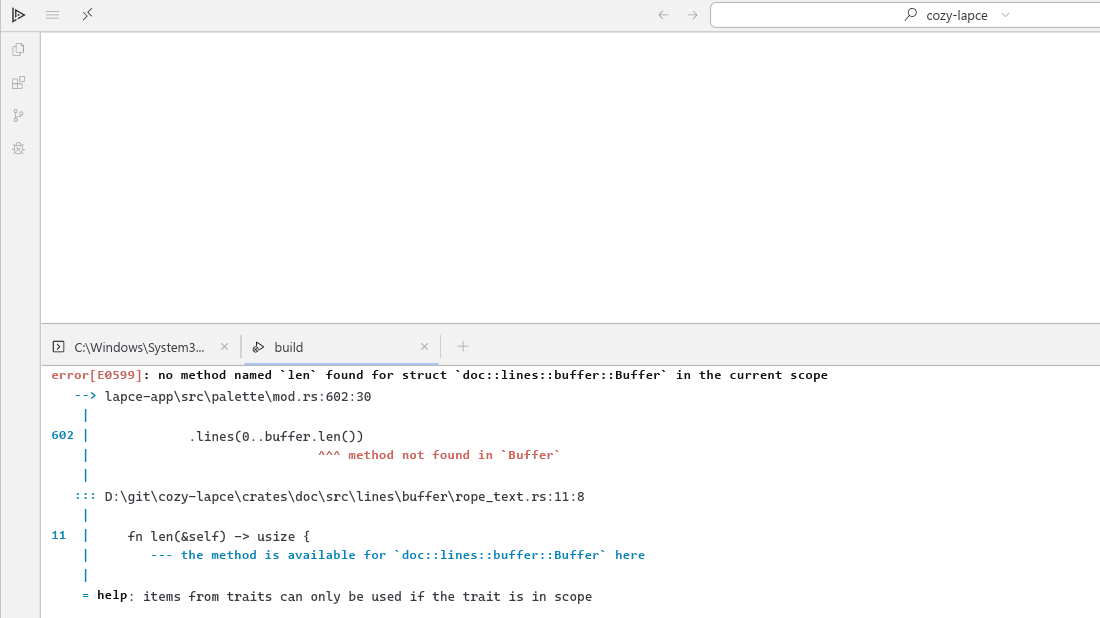 cozy-lapce
C:\Windows\System3...
build
error[E0599]: no method named `len` found for struct `doc::lines::buffer::Buffer` in the current scope
--> lapce-app\src\palette\mod.rs:602:30
|
602 | .lines(0..buffer.len())
| ^^^ method not found in `Buffer`
|
::: D:\git\cozy-lapce\crates\doc\src\lines\buffer\rope_text.rs:11:8
|
11 | fn len(&self) -> usize {
| --- the method is available for `doc::lines::buffer::Buffer` here
|
= help: items from traits can only be used if the trait is in scope